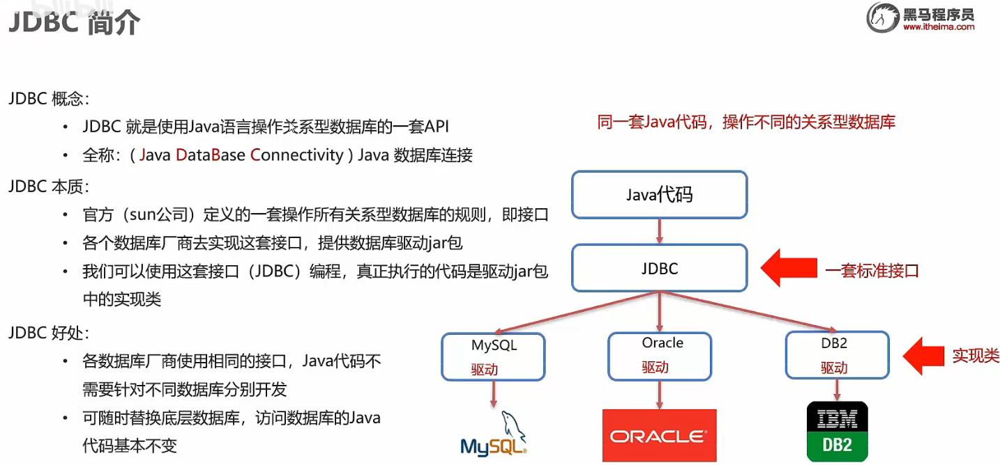 JDBC 简介
黑马程序员
www.itheima.com
JDBC 概念:
• JDBC 就是使用Java语言操作关系型数据库的一套API
• 全称：( Java DataBase Connectivity ) Java 数据库连接
JDBC 本质:
• 官方（sun公司）定义的一套操作所有关系型数据库的规则，即接口
• 各个数据库厂商去实现这套接口，提供数据库驱动jar包
• 我们可以使用这套接口（JDBC）编程，真正执行的代码是驱动jar包
中的实现类
JDBC 好处:
• 各数据库厂商使用相同的接口，Java代码不
需要针对不同数据库分别开发
• 可随时替换底层数据库，访问数据库的Java
代码基本不变
同一套Java代码，操作不同的关系型数据库
Java代码
JDBC
一套标准接口
MySQL
驱动
Oracle
驱动
DB2
驱动
实现类
MySQL
ORACLE
IBM
DB2